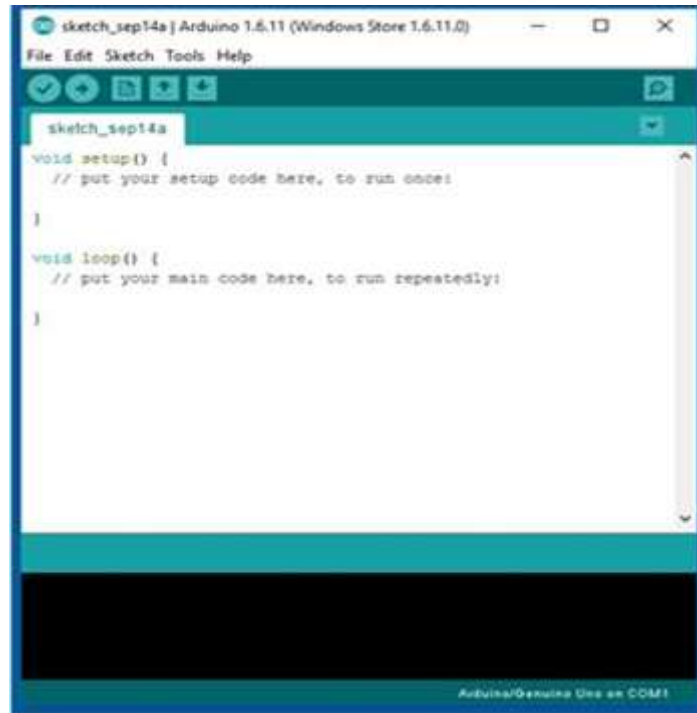 sketch_sep14a | Arduino 1.6.11 (Windows Store 1.6.11.0)
File Edit Sketch Tools Help
sketch_sep14a
void setup() {
// put your setup code here, to run once:
}
void loop() {
// put your main code here, to run repeatedly:
}
Arduino/Genuino Uno on COM1